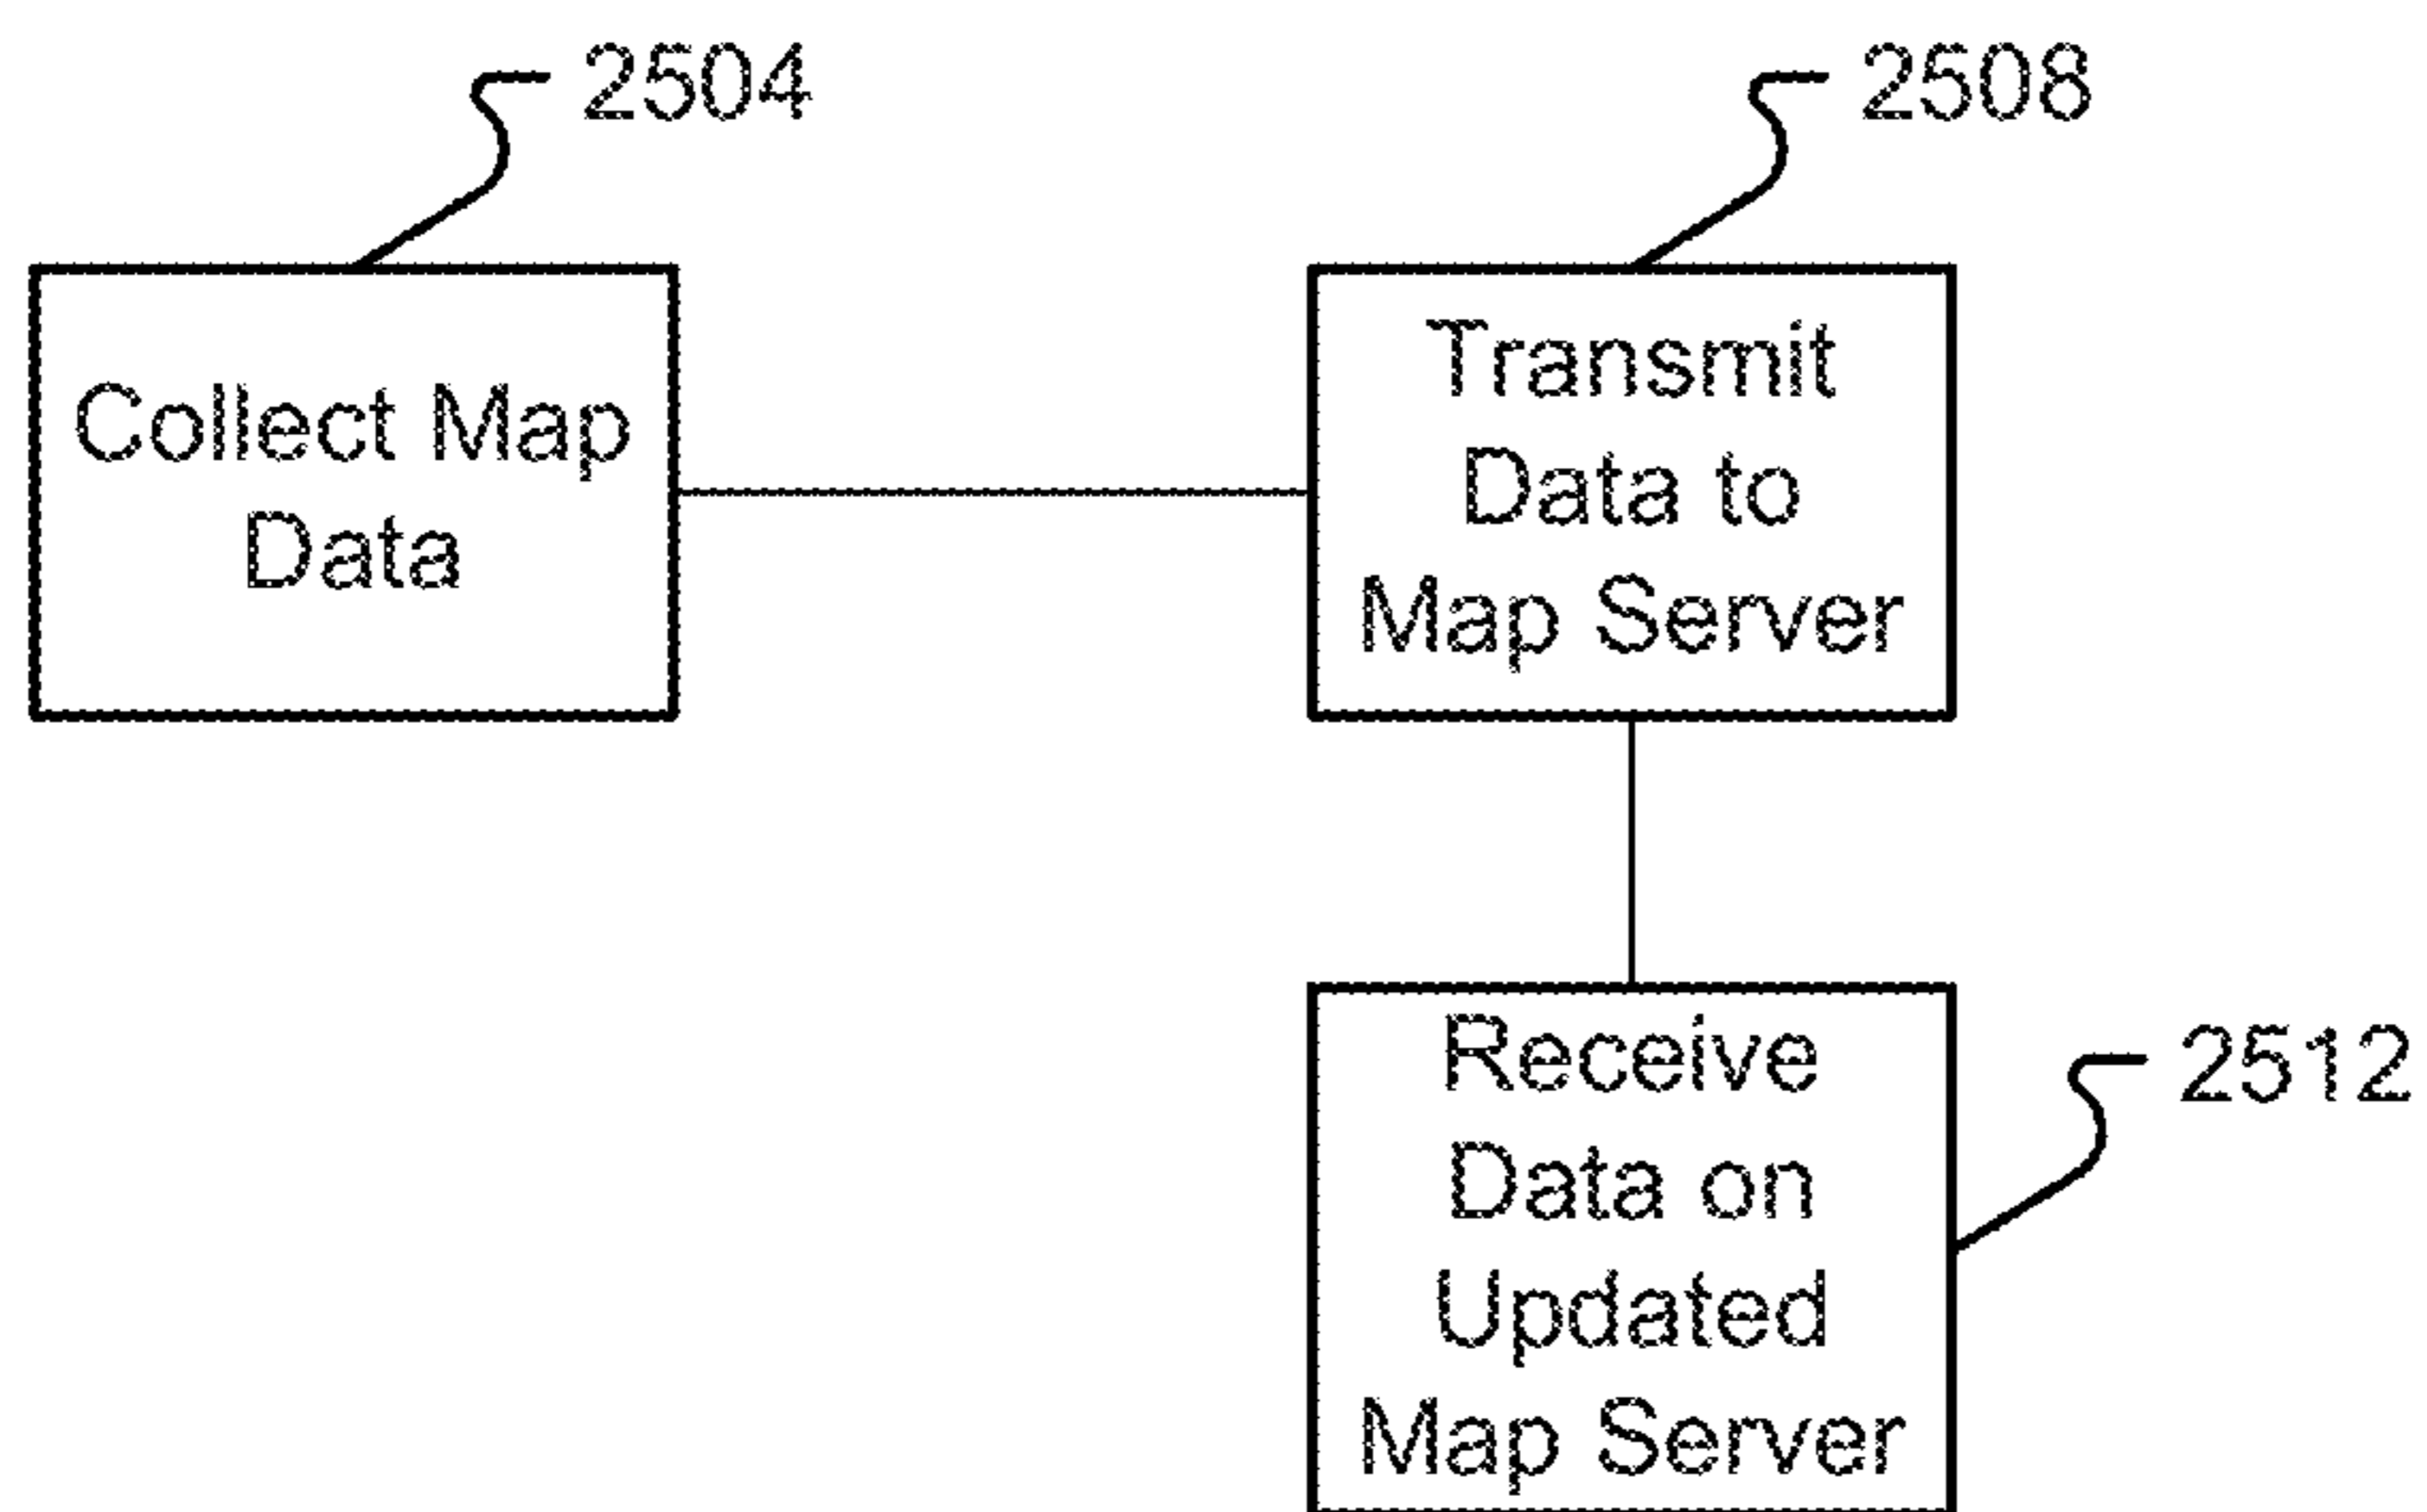 2504
2508
Collect Map
Data
Transmit
Data to
Map Server
Receive
Data on
Updated
Map Server
2512